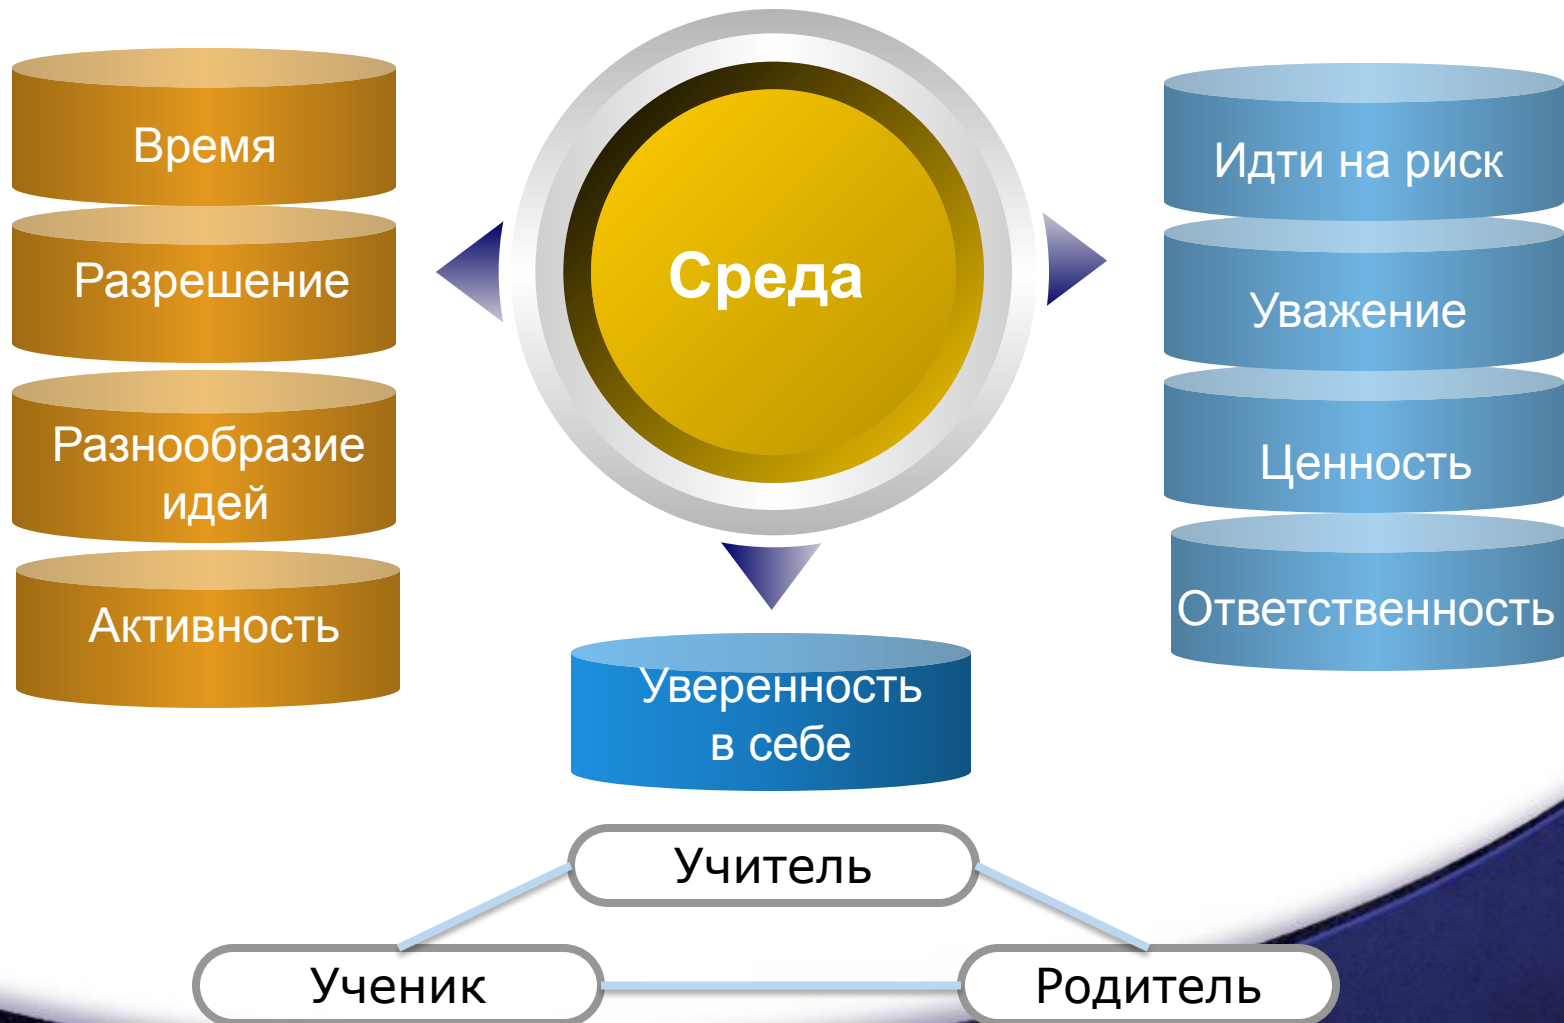 Время
Разрешение
Разнообразие
идей
Активность
Среда
Идти на риск
Уважение
Ценность
Ответственность
Уверенность
в себе
Учитель
Ученик
Родитель